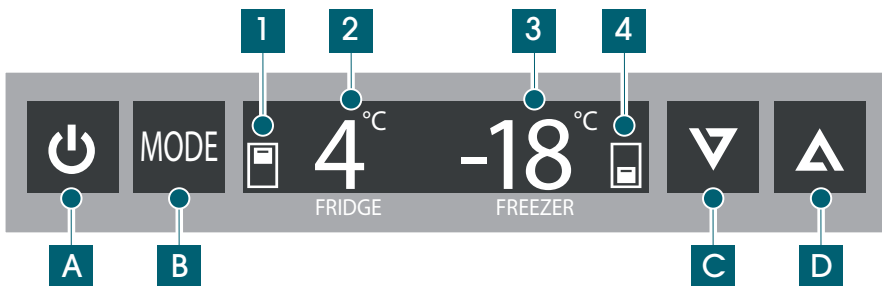 1 2 3 4
MODE 4 °C -18 °C
FRIDGE FREEZER
A B C D